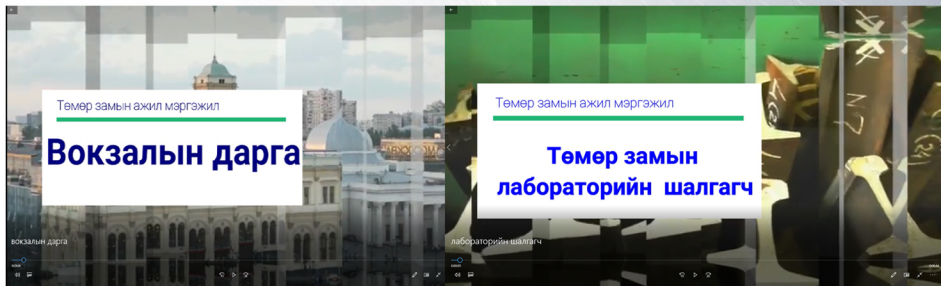 Төмөр замын ажил мэргэжил
Вокзалын дарга
вокзалын дарга
Төмөр замын ажил мэргэжил
Төмөр замын
лабораторийн шалгагч
лабораторийн шалгагч